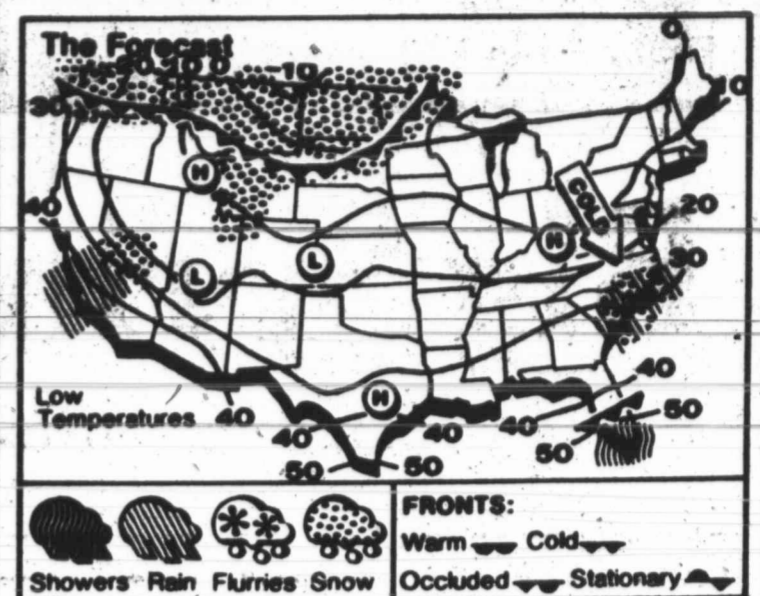 The Forecast
0
-10
10
30
H
40
COLD
20
H
L
L
30
H
Low
Temperatures
40
40
40
40
40
50
50
50
50
FRONTS:
Warm Cold
Showers Rain Flurries Snow
Occluded Stationary